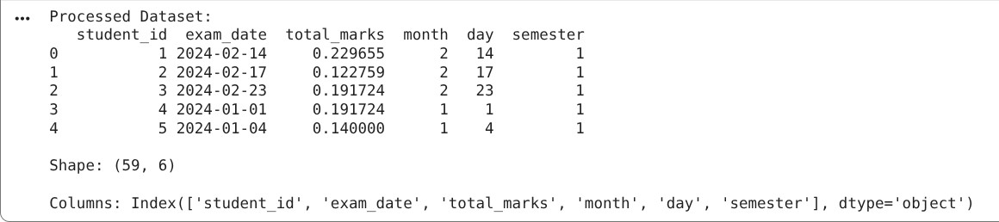 Processed Dataset:
student_id exam_date total_marks month day semester
0 1 2024-02-14 0.229655 2 14 1
1 2 2024-02-17 0.122759 2 17 1
2 3 2024-02-23 0.191724 2 23 1
3 4 2024-01-01 0.191724 1 1 1
4 5 2024-01-04 0.140000 1 4 1
Shape: (59, 6)
Columns: Index(['student_id', 'exam_date', 'total_marks', 'month', 'day', 'semester'], dtype='object')